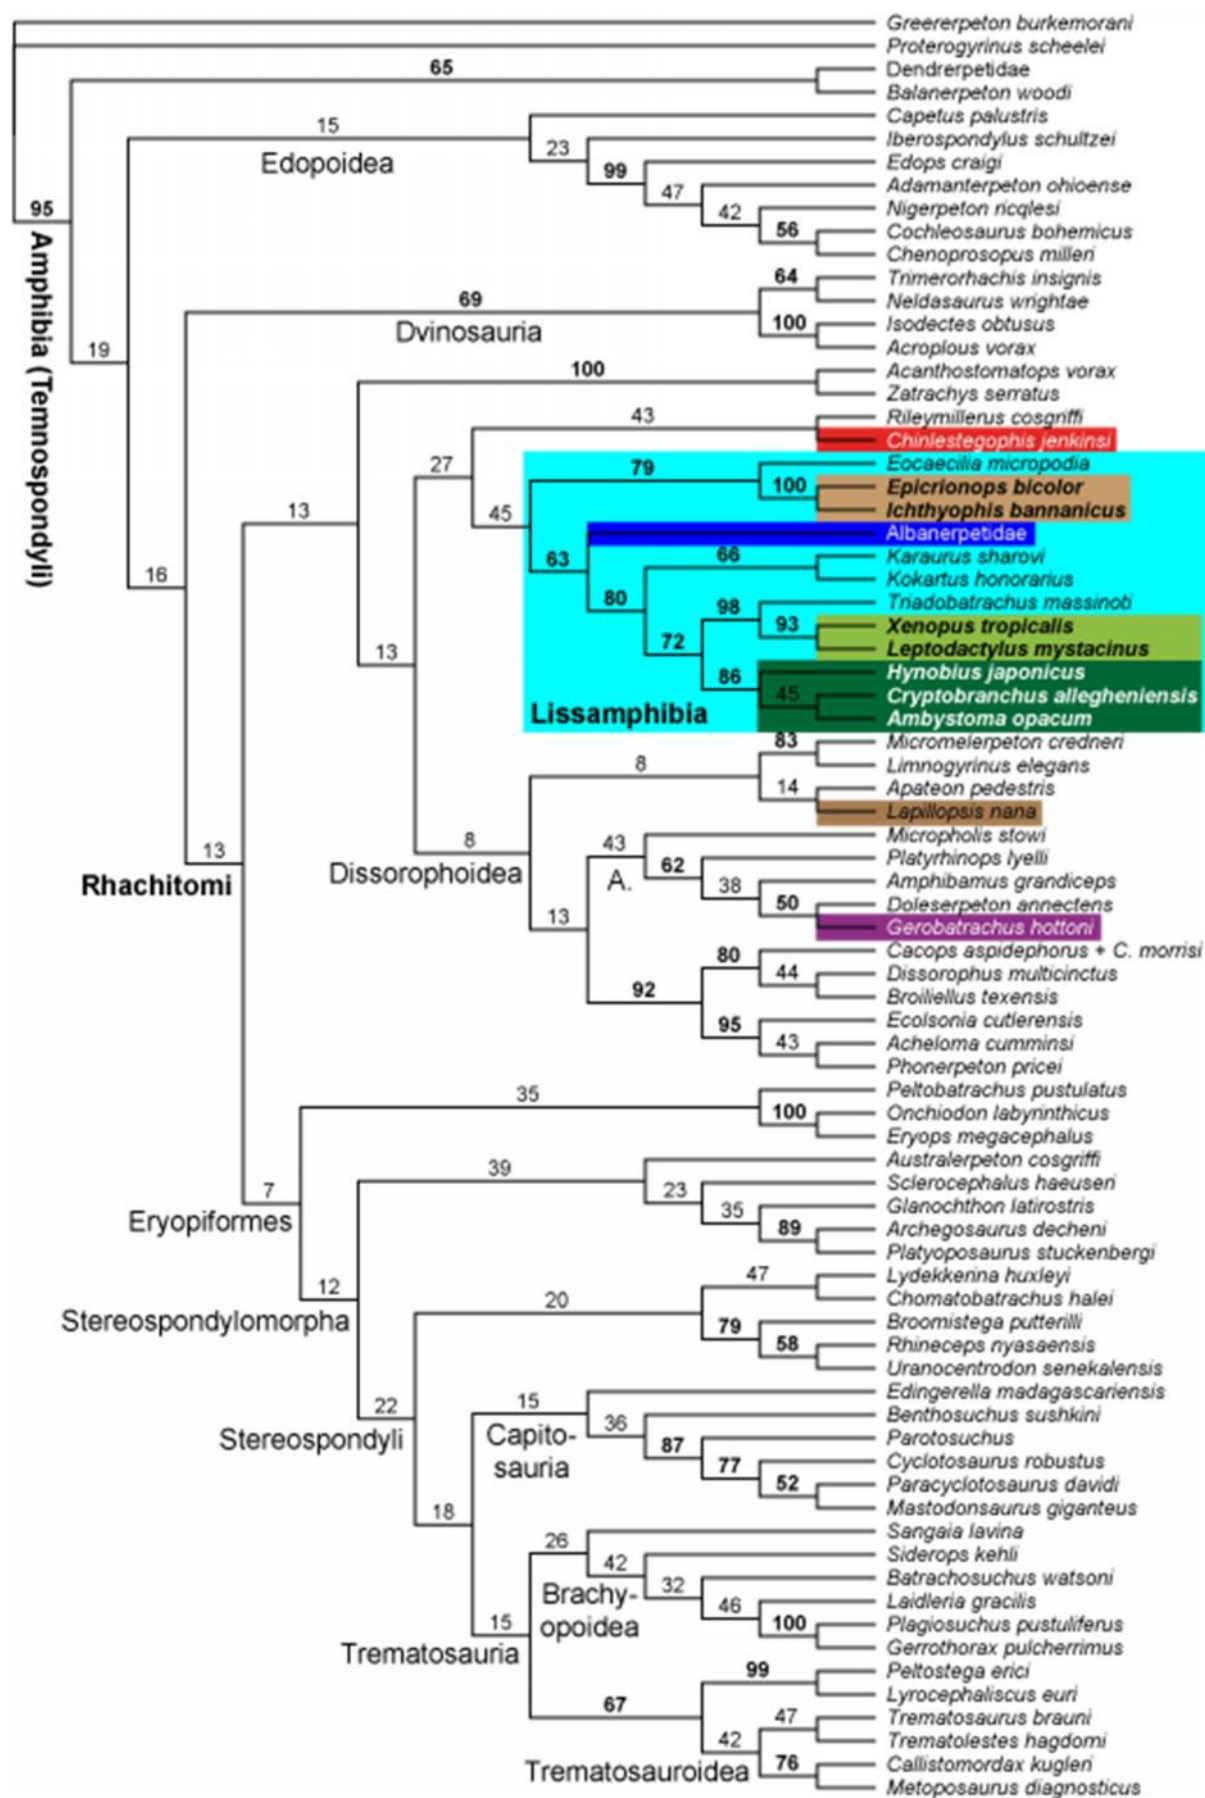 Greererpeton burkemorani
Proterogyrinus scheelei
65
Dendrerpetidae
Balanerpeton woodi
Capetus palustris
15
Iberospondylus schultzei
Edopoidea
23
Edops craigi
99
Adamanterpeton ohioense
47
Nigerpeton ricqlesi
42
Cochleosaurus bohemicus
56
Chenoprosopus milleri
95
Amphibia (Temnospondyli)
64
Trimerorhachis insignis
69
Neldasaurus wrightae
Dvinosauria
100
Isodectes obtusus
Acroplous vorax
19
100
Acanthostomatops vorax
Zatrachys serratus
43
Rileymillerus cosgriffi
Chinlestegophis jenkinsi
27
79
Eocaecilia micropodia
100
Epicrionops bicolor
Ichthyophis bannanicus
13
45
Albanerpetidae
63
66
Karaurus sharovi
Kokartus honorarius
16
80
98
Triadobatrachus massinoti
93
Xenopus tropicalis
72
Leptodactylus mystacinus
13
86
Hynobius japonicus
45
Cryptobranchus allegheniensis
Lissamphibia
Ambystoma opacum
83
Micromelerpeton credneri
8
Limnogyrinus elegans
14
Apateon pedestris
Lapillopsis nana
13
8
43
Micropholis stowi
Rhachitomi
Dissorophoidea
A.
62
Platyrhinops lyelli
38
Amphibamus grandiceps
50
Doleserpeton annectens
13
Gerobatrachus hottoni
80
Cacops aspidephorus + C. morrisi
44
Dissorophus multicinctus
92
Broiliellus texensis
95
Ecolsonia cutlerensis
43
Acheloma cumminsi
Phonerpeton pricei
35
Peltobatrachus pustulatus
100
Onchiodon labyrinthicus
Eryops megacephalus
39
Australerpeton cosgriffi
7
23
Sclerocephalus haeuseri
Eryopiformes
35
Glanochthon latirostris
89
Archegosaurus decheni
Platyoposaurus stuckenbergi
12
47
Lydekkerina huxleyi
Stereospondylomorpha
20
Chomatobatrachus halei
79
Broomistega putterilli
58
Rhineceps nyasaensis
Uranocentrodon senekalensis
22
15
Edingerella madagascariensis
Stereospondyli
Capito-
sauria
36
Benthosuchus sushkini
87
Parotosuchus
77
Cyclotosaurus robustus
52
Paracyclotosaurus davidi
Mastodonsaurus giganteus
18
26
Sangaia lavina
42
Siderops kehli
Brachy-
opoidea
32
Batrachosuchus watsoni
46
Laidleria gracilis
15
100
Plagiosuchus pustuliferus
Trematosauria
Gerrothorax pulcherrimus
99
Peltostega erici
67
Lyrocephaliscus euri
47
Trematosaurus brauni
42
Trematolestes hagdorni
Trematosauroidea
76
Callistomordax kugleri
Metoposaurus diagnosticus